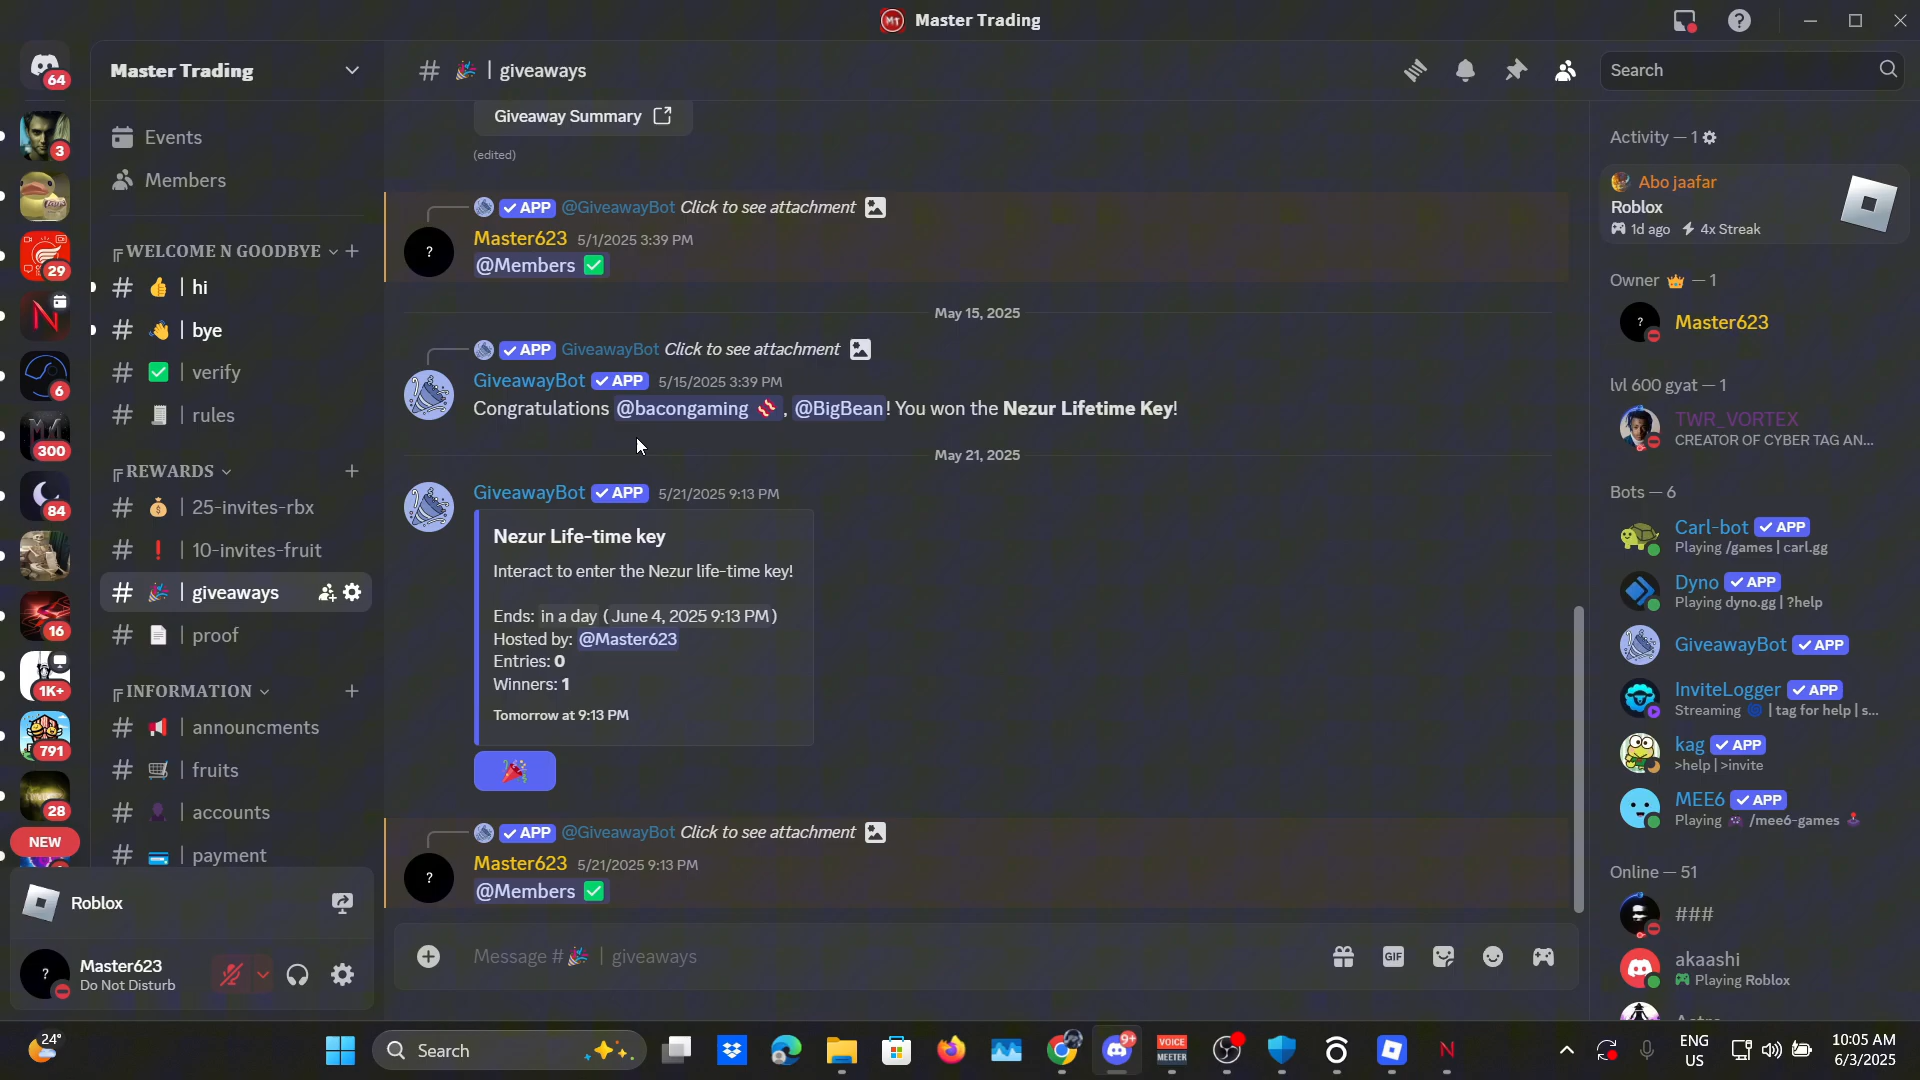 Master Trading
64
3
29
6
300
84
16
1K+
791
28
NEW
Master Trading
Events
Members
╔WELCOME N GOODBYE
# 👍 | hi
# 👋 | bye
# ✅ | verify
# | rules
╔REWARDS
# 💰 | 25-invites-rbx
# ❗ | 10-invites-fruit
# 🎉 | giveaways
# 📄 | proof
╔INFORMATION
# 📢 | announcments
# 🛒 | fruits
# 👤 | accounts
# 💳 | payment
Roblox
Master623
Do Not Disturb
# 🎉 | giveaways
Giveaway Summary
(edited)
✓ APP @GiveawayBot Click to see attachment
Master623 5/1/2025 3:39 PM
@Members ✅
May 15, 2025
✓ APP GiveawayBot Click to see attachment
GiveawayBot ✓ APP 5/15/2025 3:39 PM
Congratulations @bacongaming 🥓, @BigBean! You won the Nezur Lifetime Key!
May 21, 2025
GiveawayBot ✓ APP 5/21/2025 9:13 PM
Nezur Life-time key
Interact to enter the Nezur life-time key!
Ends: in a day (June 4, 2025 9:13 PM)
Hosted by: @Master623
Entries: 0
Winners: 1
Tomorrow at 9:13 PM
🎉
✓ APP @GiveawayBot Click to see attachment
Master623 5/21/2025 9:13 PM
@Members ✅
Message #🎉 | giveaways
GIF
Search
Activity — 1
Abo jaafar
Roblox
1d ago 4x Streak
Owner 👑 — 1
Master623
lvl 600 gyat — 1
TWR_VORTEX
CREATOR OF CYBER TAG AN...
Bots — 6
Carl-bot ✓ APP
Playing /games | carl.gg
Dyno ✓ APP
Playing dyno.gg | ?help
GiveawayBot ✓ APP
InviteLogger ✓ APP
Streaming 🌀 | tag for help | s...
kag ✓ APP
>help | >invite
MEE6 ✓ APP
Playing 🎮 /mee6-games 🕹️
Online — 51
###
akaashi
Playing Roblox
24°
Search
9+
VOICE
MEETER
ENG
US
10:05 AM
6/3/2025